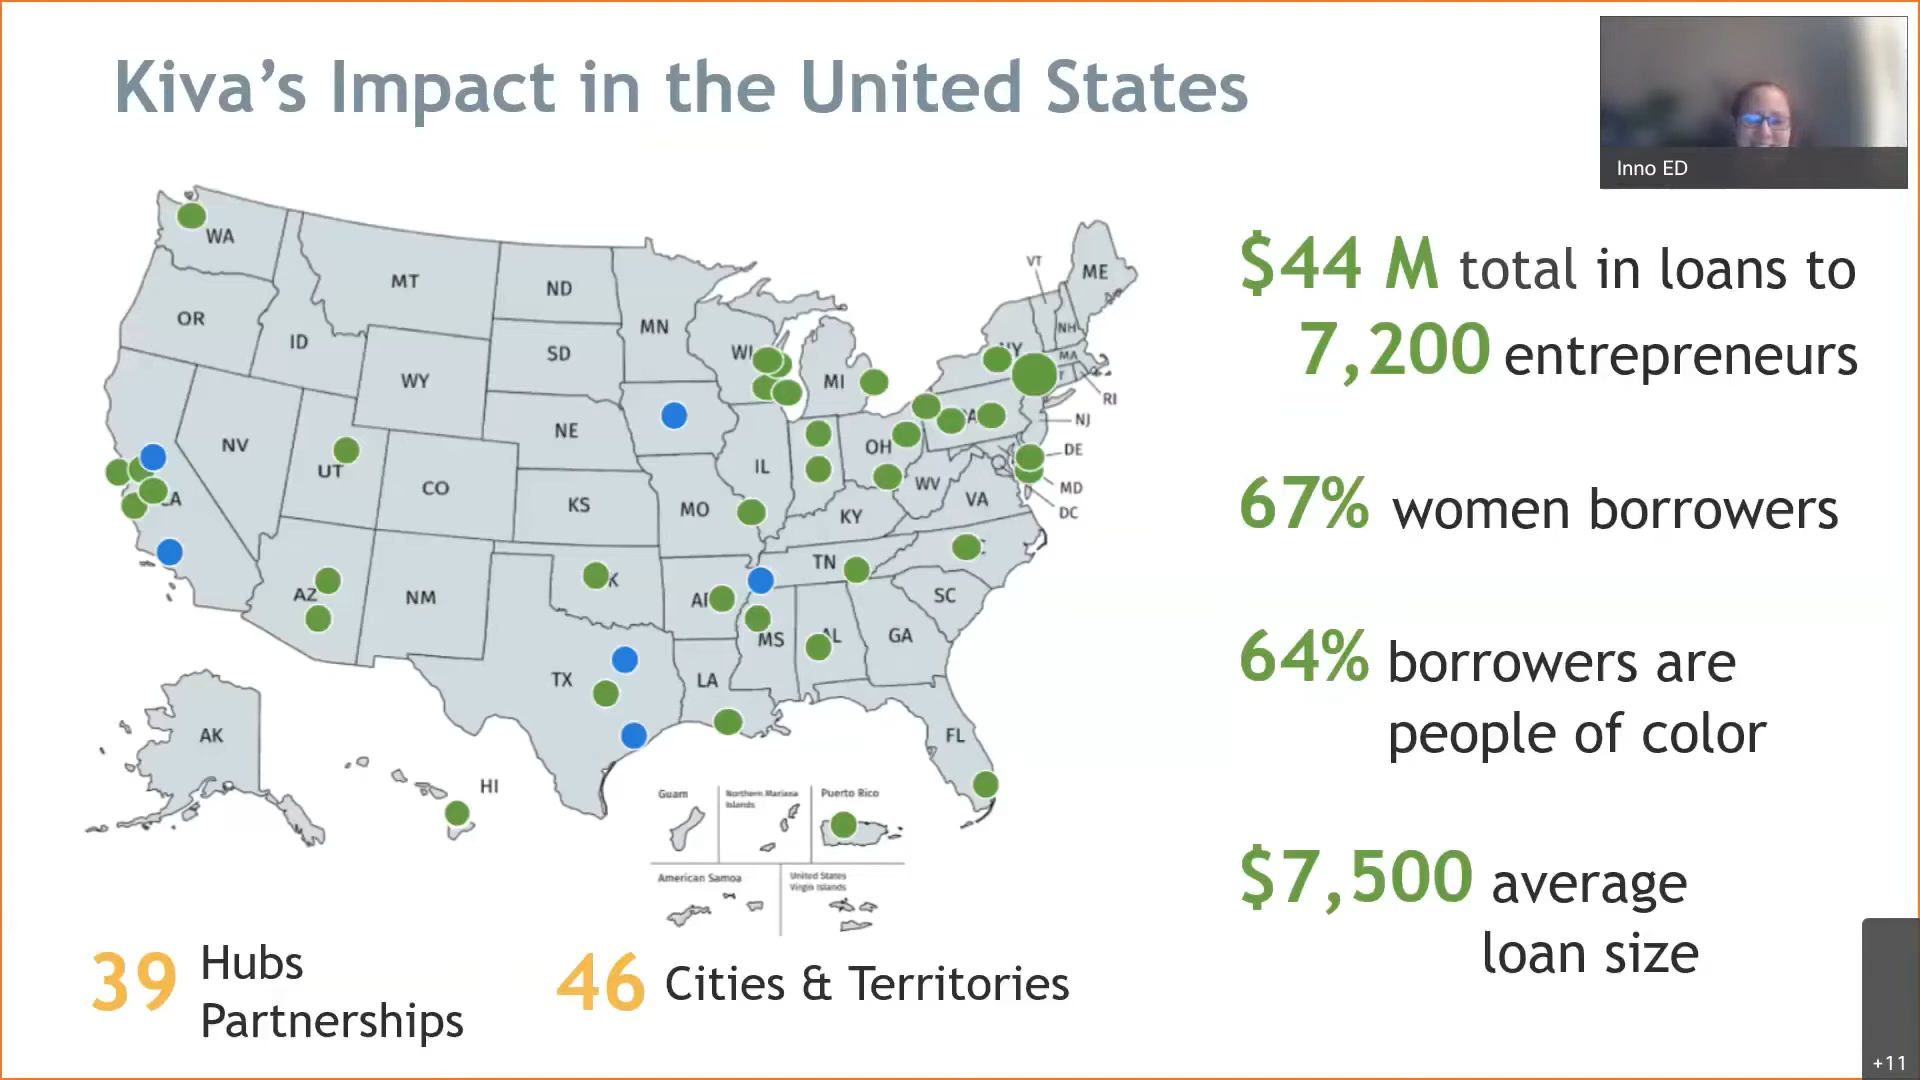 Kiva's Impact in the United States
Inno ED
WA
MT
ND
MN
OR
ID
SD
WI
MI
WY
NE
NV
UT
CO
KS
MO
IL
OH
WV
VA
KY
TN
AZ
NM
TX
LA
MS
GA
SC
FL
AK
HI
VT
ME
NH
MA
RI
NJ
DE
MD
DC
Guam
Northern Mariana
Islands
Puerto Rico
American Samoa
United States
Virgin Islands
$44 M total in loans to
7,200 entrepreneurs
67% women borrowers
64% borrowers are
people of color
$7,500 average
loan size
39 Hubs
Partnerships
46 Cities & Territories
+11